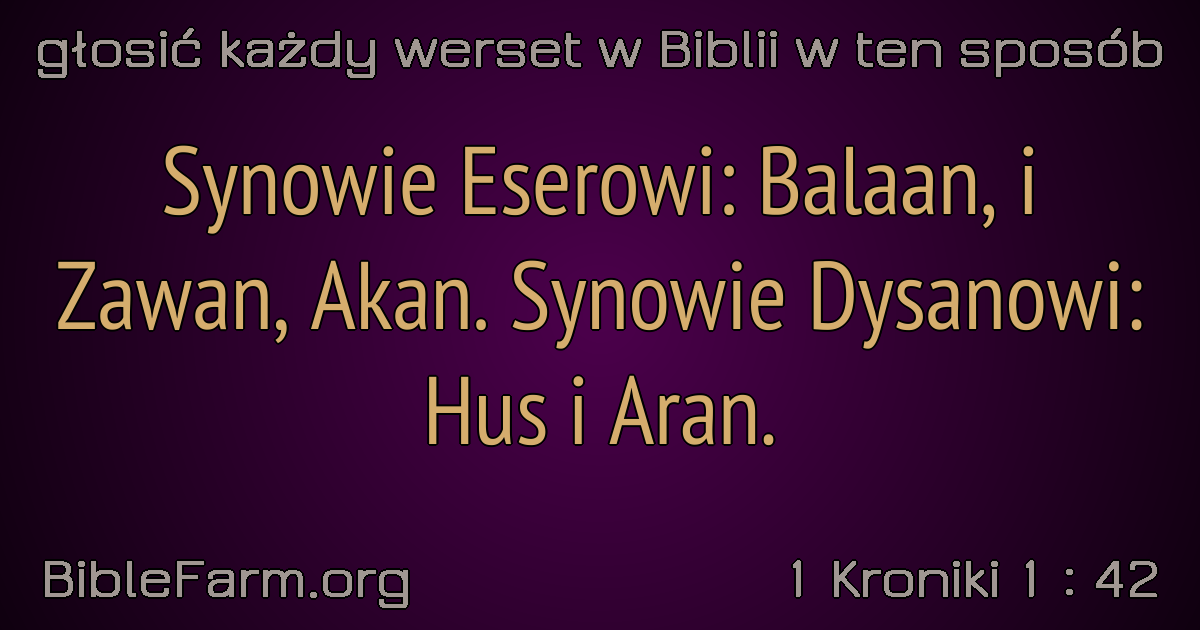 głosić każdy werset w Biblii w ten sposób
Synowie Eserowi: Balaan, i
Zawan, Akan. Synowie Dysanowi:
Hus i Aran.
BibleFarm.org
1 Kroniki 1 : 42